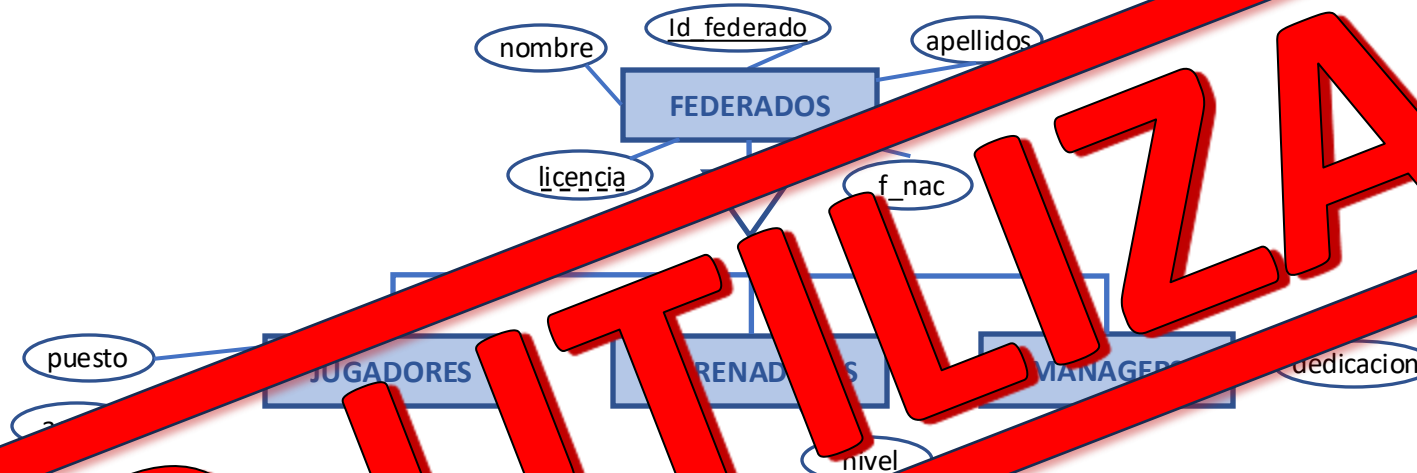 Id_federado
nombre
apellidos
FEDERADOS
licencia
f_nac
puesto
JUGADORES
MANAGERS
dedicacion
nivel
UTILIZA